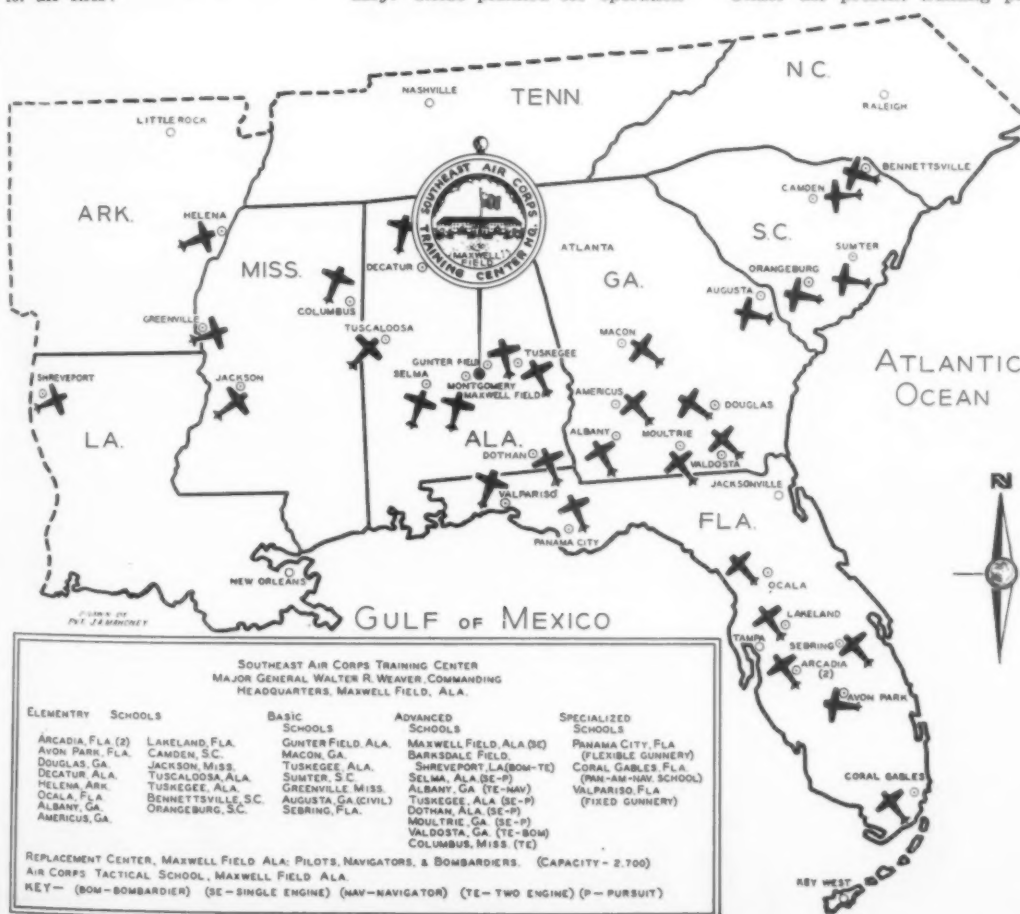 NASHVILLE
TENN.
N.C.
RALEIGH
LITTLE ROCK
ARK.
HELENA
SOUTHEAST AIR CORPS
TRAINING CENTER HQ.
MAXWELL
FIELD
BENNETTSVILLE
CAMDEN
S.C.
SUMTER
ORANGEBURG
ATLANTA
GA.
AUGUSTA
DECATUR
MISS.
COLUMBUS
GREENVILLE
TUSCALOOSA
MACON
GUNTER FIELD
TUSKEGEE
SELMA
MONTGOMERY
MAXWELL FIELD
SHREVEPORT
JACKSON
AMERICUS
DOUGLAS
ATLANTIC
OCEAN
LA.
ALA.
ALBANY
MOULTRIE
DOTHAN
VALDOSTA
VALPARISO
JACKSONVILLE
N
PANAMA CITY
FLA.
NEW ORLEANS
OCALA
DRAWN BY
PVT. J.A. MAHONEY
GULF OF MEXICO
LAKELAND
TAMPA
SEBRING
ARCADIA
(2)
AVON PARK
CORAL GABLES
KEY WEST
SOUTHEAST AIR CORPS TRAINING CENTER
MAJOR GENERAL WALTER R. WEAVER, COMMANDING
HEADQUARTERS, MAXWELL FIELD, ALA.
ELEMENTRY SCHOOLS
ARCADIA, FLA. (2)
AVON PARK, FLA.
DOUGLAS, GA.
DECATUR, ALA.
HELENA, ARK.
OCALA, FLA.
ALBANY, GA.
AMERICUS, GA.
LAKELAND, FLA.
CAMDEN, S.C.
JACKSON, MISS.
TUSCALOOSA, ALA.
TUSKEGEE, ALA.
BENNETTSVILLE, S.C.
ORANGEBURG, S.C.
BASIC
SCHOOLS
GUNTER FIELD, ALA.
MACON, GA.
TUSKEGEE, ALA.
SUMTER, S.C.
GREENVILLE, MISS.
AUGUSTA, GA. (CIVIL)
SEBRING, FLA.
ADVANCED
SCHOOLS
MAXWELL FIELD, ALA (SE)
BARKSDALE FIELD,
SHREVEPORT, LA (BOM-TE)
SELMA, ALA. (SE-P)
ALBANY, GA (TE-NAV)
TUSKEGEE, ALA (SE-P)
DOTHAN, ALA. (SE-P)
MOULTRIE, GA. (SE-P)
VALDOSTA, GA. (TE-BOM)
COLUMBUS, MISS. (TE)
SPECIALIZED
SCHOOLS
PANAMA CITY, FLA
(FLEXIBLE GUNNERY)
CORAL GABLES, FLA.
(PAN-AM-NAV. SCHOOL)
VALPARISO, FLA
(FIXED GUNNERY)
REPLACEMENT CENTER, MAXWELL FIELD ALA: PILOTS, NAVIGATORS, & BOMBARDIERS. (CAPACITY - 2,700)
AIR CORPS TACTICAL SCHOOL, MAXWELL FIELD ALA.
KEY— (BOM-BOMBARDIER) (SE-SINGLE ENGINE) (NAV-NAVIGATOR) (TE-TWO ENGINE) (P-PURSUIT)